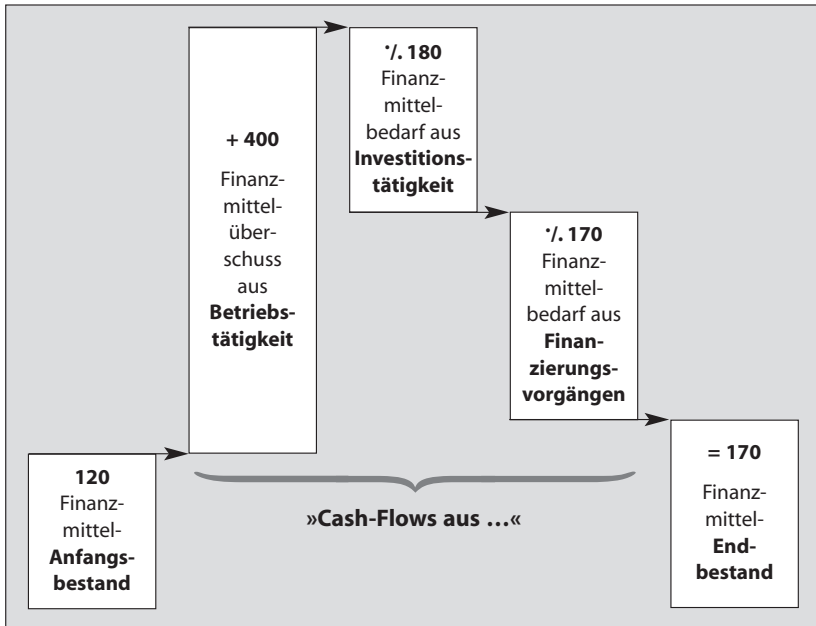 + 400
Finanz-
mittel-
über-
schuss
aus
Betriebs-
tätigkeit
·/. 180
Finanz-
mittel-
bedarf aus
Investitions-
tätigkeit
·/. 170
Finanz-
mittel-
bedarf aus
Finan-
zierungs-
vorgängen
120
Finanz-
mittel-
Anfangs-
bestand
»Cash-Flows aus ...«
= 170
Finanz-
mittel-
End-
bestand